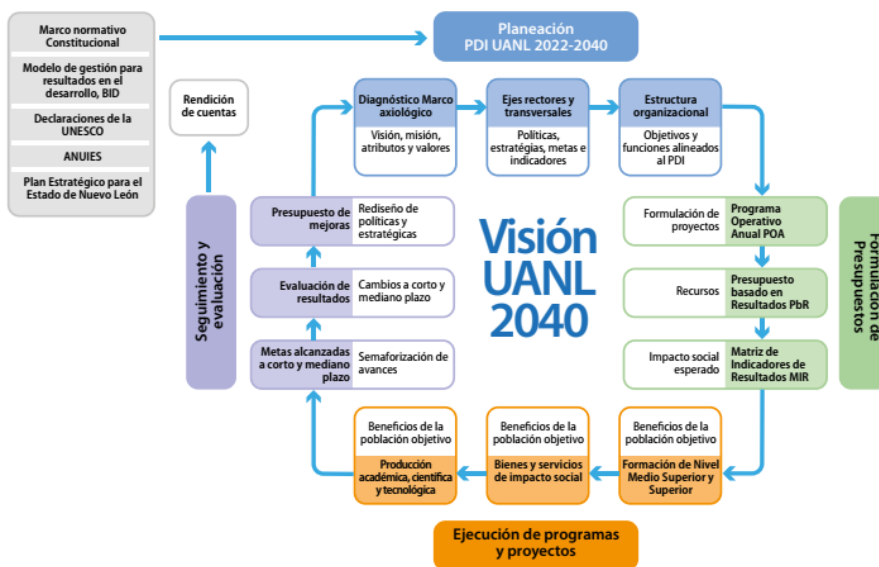 Marco normativo
Constitucional
Modelo de gestión para
resultados en el
desarrollo, BID
Declaraciones de la
UNESCO
ANUIES
Plan Estratégico para el
Estado de Nuevo León
Planeación
PDI UANL 2022-2040
Rendición
de cuentas
Diagnóstico Marco
axiológico
Visión, misión,
atributos y valores
Ejes rectores y
transversales
Políticas,
estratégias, metas e
indicadores
Estructura
organizacional
Objetivos y
funciones alineados
al PDI
Seguimiento y
evaluación
Presupuesto de
mejoras
Rediseño de
políticas y
estratégicas
Evaluación de
resultados
Cambios a corto y
mediano plazo
Metas alcanzadas
a corto y mediano
plazo
Semaforización de
avances
Visión
UANL
2040
Formulación de
proyectos
Programa
Operativo
Anual POA
Recursos
Presupuesto
basado en
Resultados PbR
Impacto social
esperado
Matriz de
Indicadores de
Resultados MIR
Formulación de
Presupuestos
Beneficios de la
población objetivo
Producción
académica, científica
y tecnológica
Beneficios de la
población objetivo
Bienes y servicios
de impacto social
Beneficios de la
población objetivo
Formación de Nivel
Medio Superior y
Superior
Ejecución de programas
y proyectos